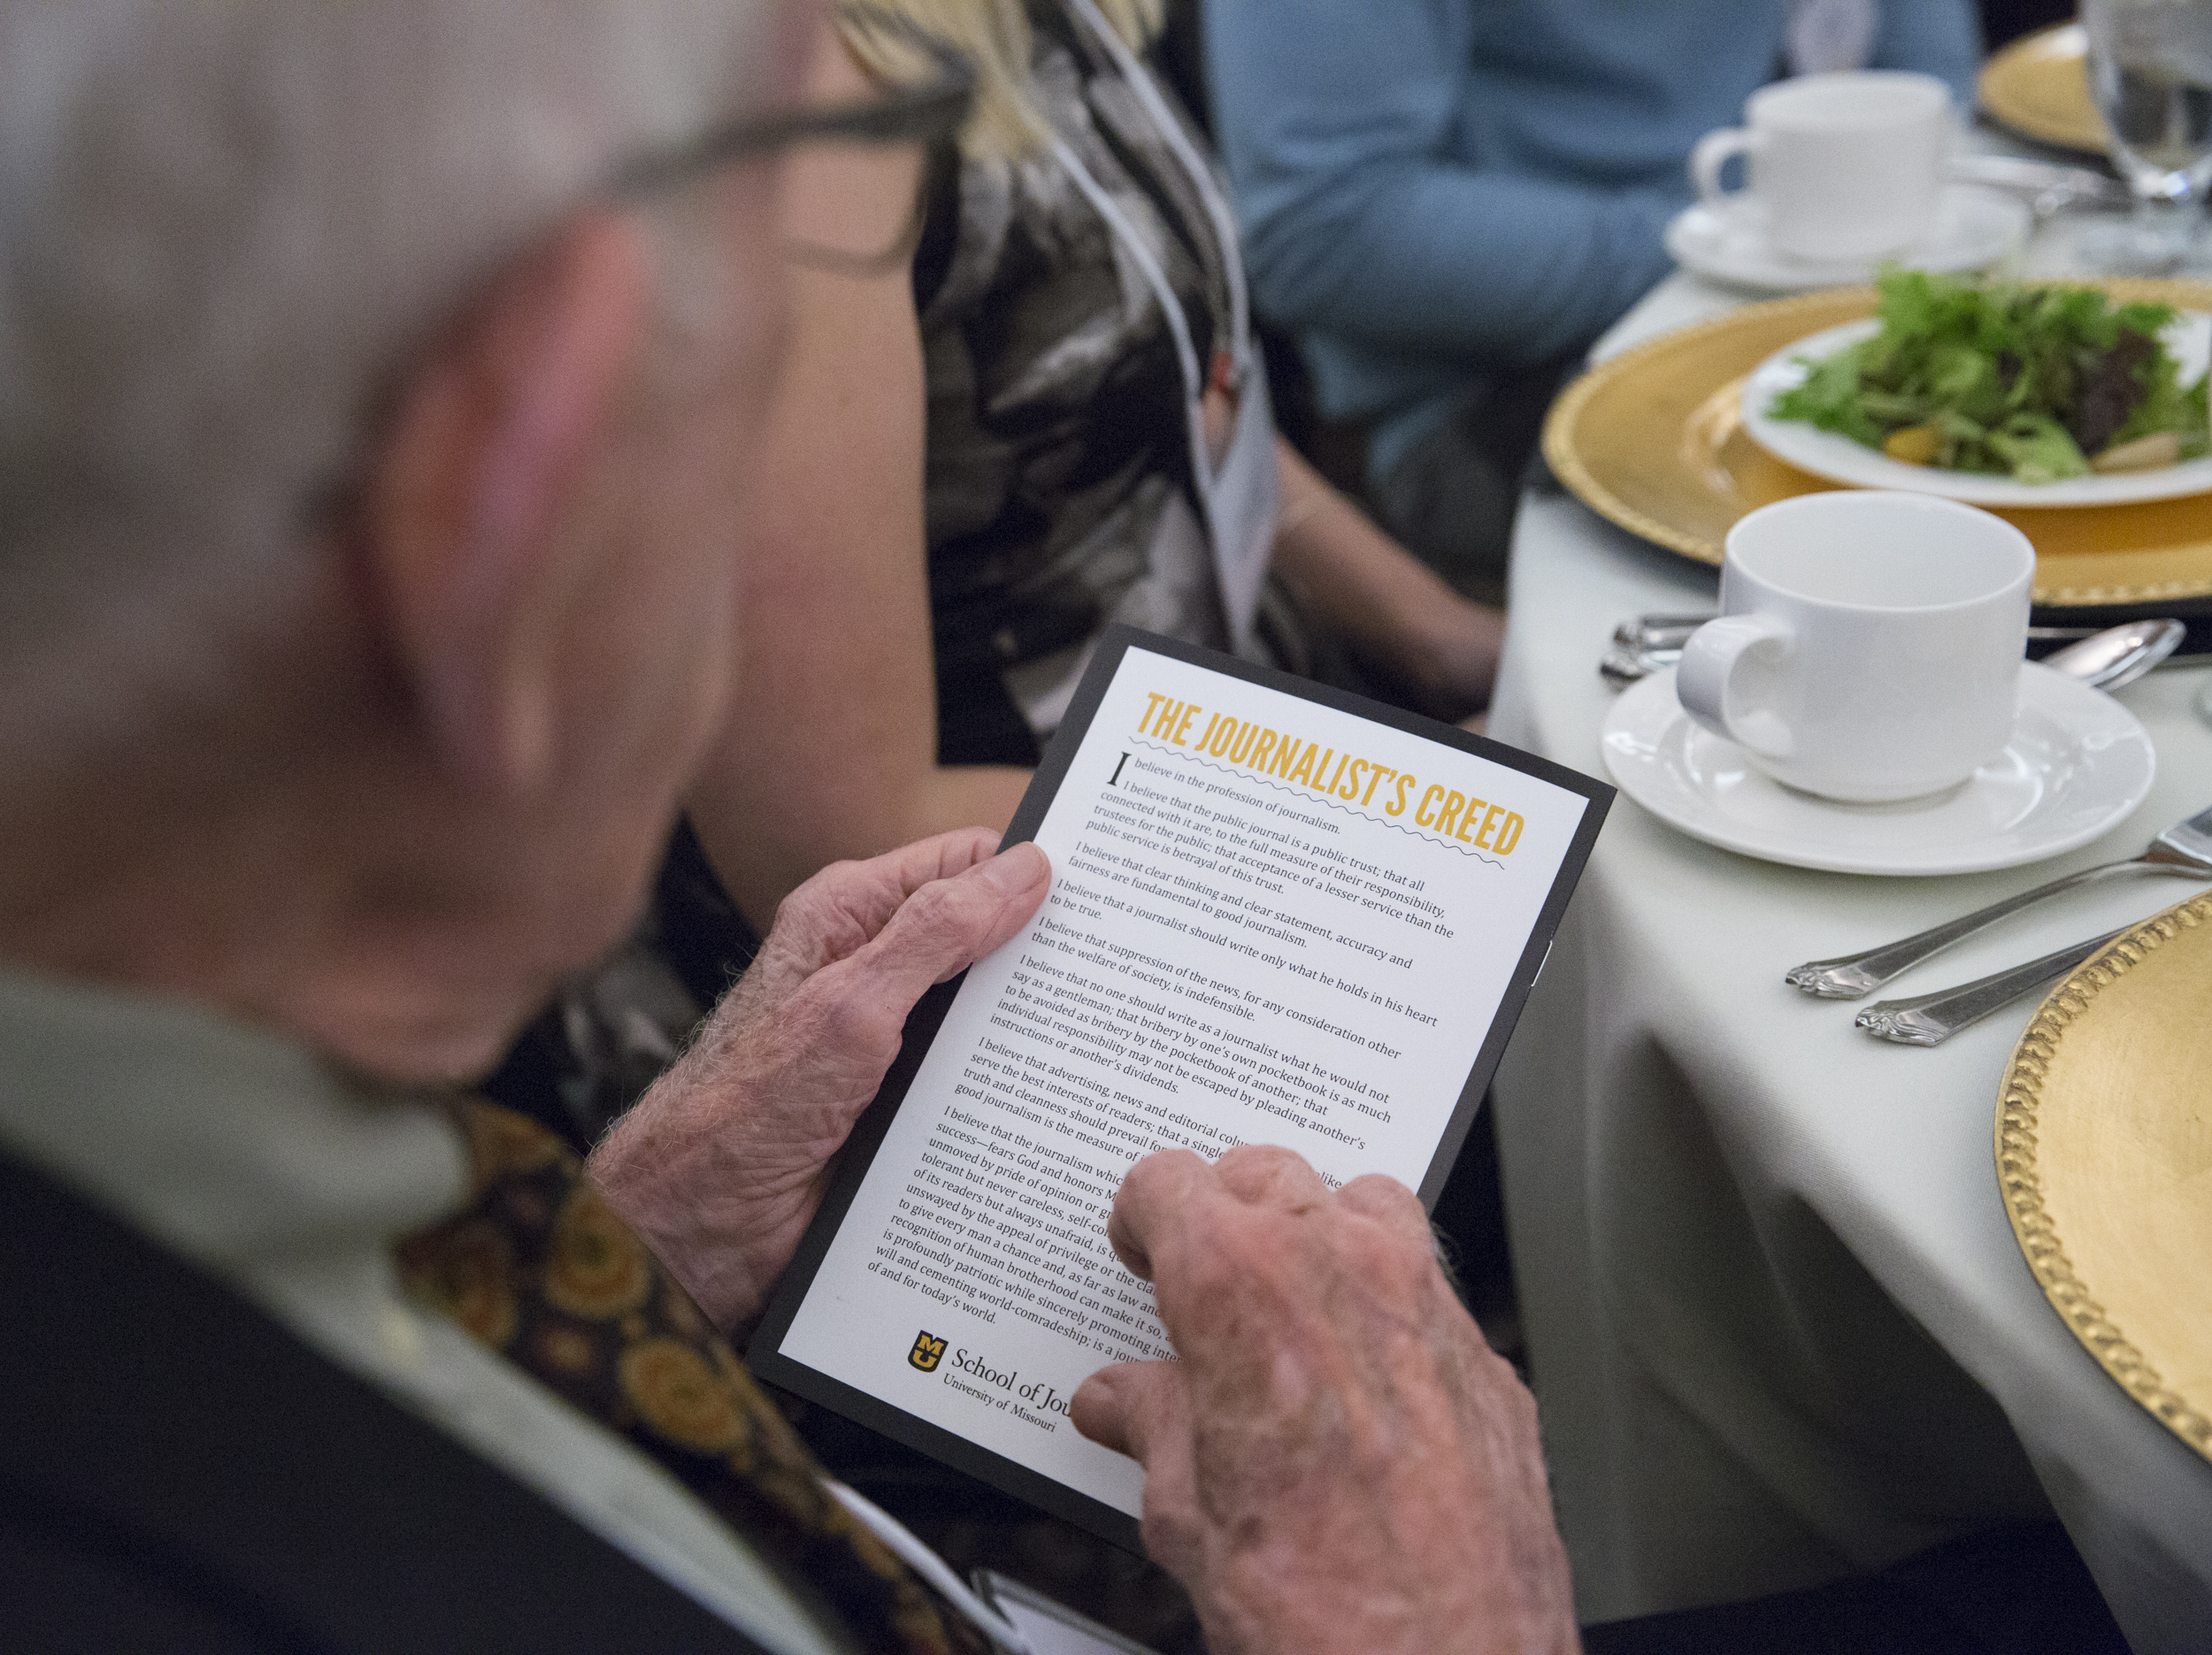 THE JOURNALIST'S CREED
I believe in the profession of journalism.
I believe that the public journal is a public trust; that all
connected with it are, to the full measure of their responsibility,
trustees for the public; that acceptance of a lesser service than the
public service is betrayal of this trust.
I believe that clear thinking and clear statement, accuracy and
fairness are fundamental to good journalism.
I believe that a journalist should write only what he holds in his heart
to be true.
I believe that suppression of the news, for any consideration other
than the welfare of society, is indefensible.
I believe that no one should write as a journalist what he would not
say as a gentleman; that bribery by one's own pocketbook is as much
to be avoided as bribery by the pocketbook of another; that
individual responsibility may not be escaped by pleading another's
instructions or another's dividends.
I believe that advertising, news and editorial colu
serve the best interests of readers; that a single like
truth and cleanness should prevail for
good journalism is the measure of
I believe that the journalism whic
success—fears God and honors M
unmoved by pride of opinion or gr
tolerant but never careless, self-co
of its readers but always unafraid, is q
unswayed by the appeal of privilege or the cla
to give every man a chance and, as far as law and
recognition of human brotherhood can make it so,
is profoundly patriotic while sincerely promoting inte
will and cementing world-comradeship; is a jour
of and for today's world.
MU
School of Jou
University of Missouri